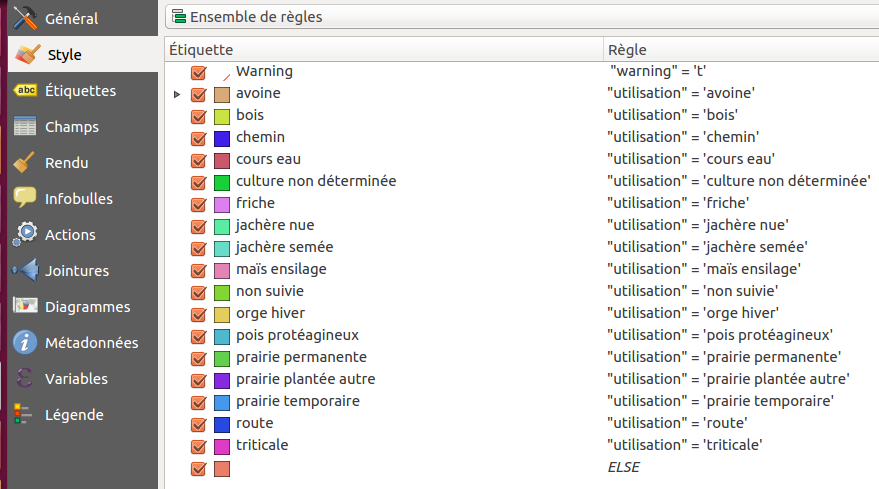 Général
Style
abc Étiquettes
Champs
Rendu
Infobulles
Actions
Jointures
Diagrammes
Métadonnées
Variables
Légende
Ensemble de règles
Étiquette Règle
Warning "warning" = 't'
avoine "utilisation" = 'avoine'
bois "utilisation" = 'bois'
chemin "utilisation" = 'chemin'
cours eau "utilisation" = 'cours eau'
culture non déterminée "utilisation" = 'culture non déterminée'
friche "utilisation" = 'friche'
jachère nue "utilisation" = 'jachère nue'
jachère semée "utilisation" = 'jachère semée'
maïs ensilage "utilisation" = 'maïs ensilage'
non suivie "utilisation" = 'non suivie'
orge hiver "utilisation" = 'orge hiver'
pois protéagineux "utilisation" = 'pois protéagineux'
prairie permanente "utilisation" = 'prairie permanente'
prairie plantée autre "utilisation" = 'prairie plantée autre'
prairie temporaire "utilisation" = 'prairie temporaire'
route "utilisation" = 'route'
triticale "utilisation" = 'triticale'
ELSE